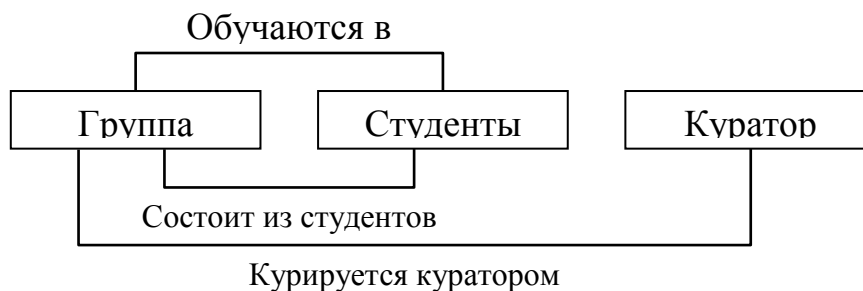 Обучаются в
Группа Студенты Куратор
Состоит из студентов
Курируется куратором